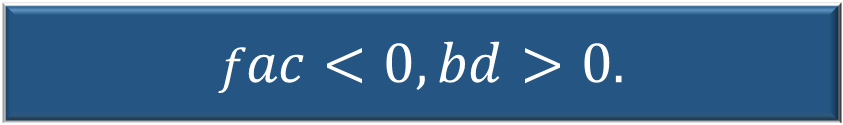 fac < 0, bd > 0.